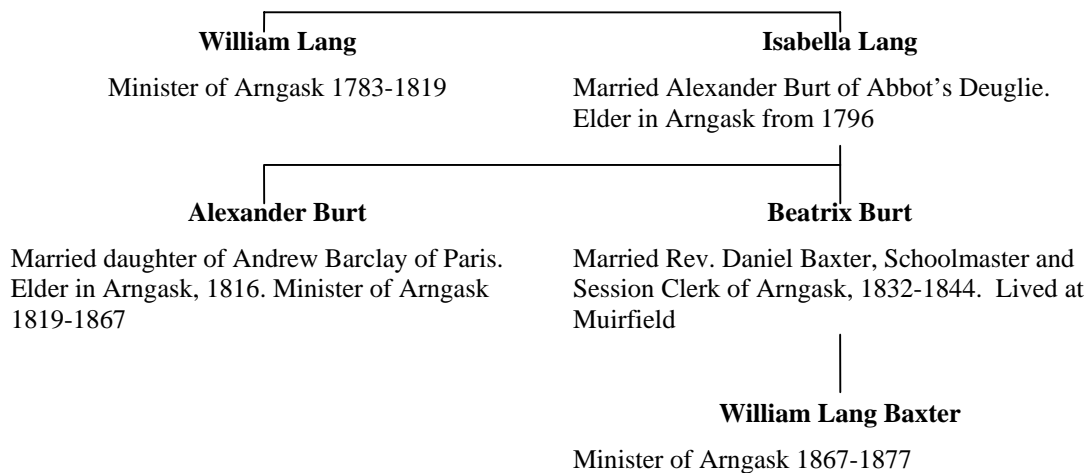 William Lang
Isabella Lang
Minister of Arngask 1783-1819
Married Alexander Burt of Abbot’s Deuglie.
Elder in Arngask from 1796
Alexander Burt
Beatrix Burt
Married daughter of Andrew Barclay of Paris.
Elder in Arngask, 1816. Minister of Arngask
1819-1867
Married Rev. Daniel Baxter, Schoolmaster and
Session Clerk of Arngask, 1832-1844.  Lived at
Muirfield
William Lang Baxter
Minister of Arngask 1867-1877